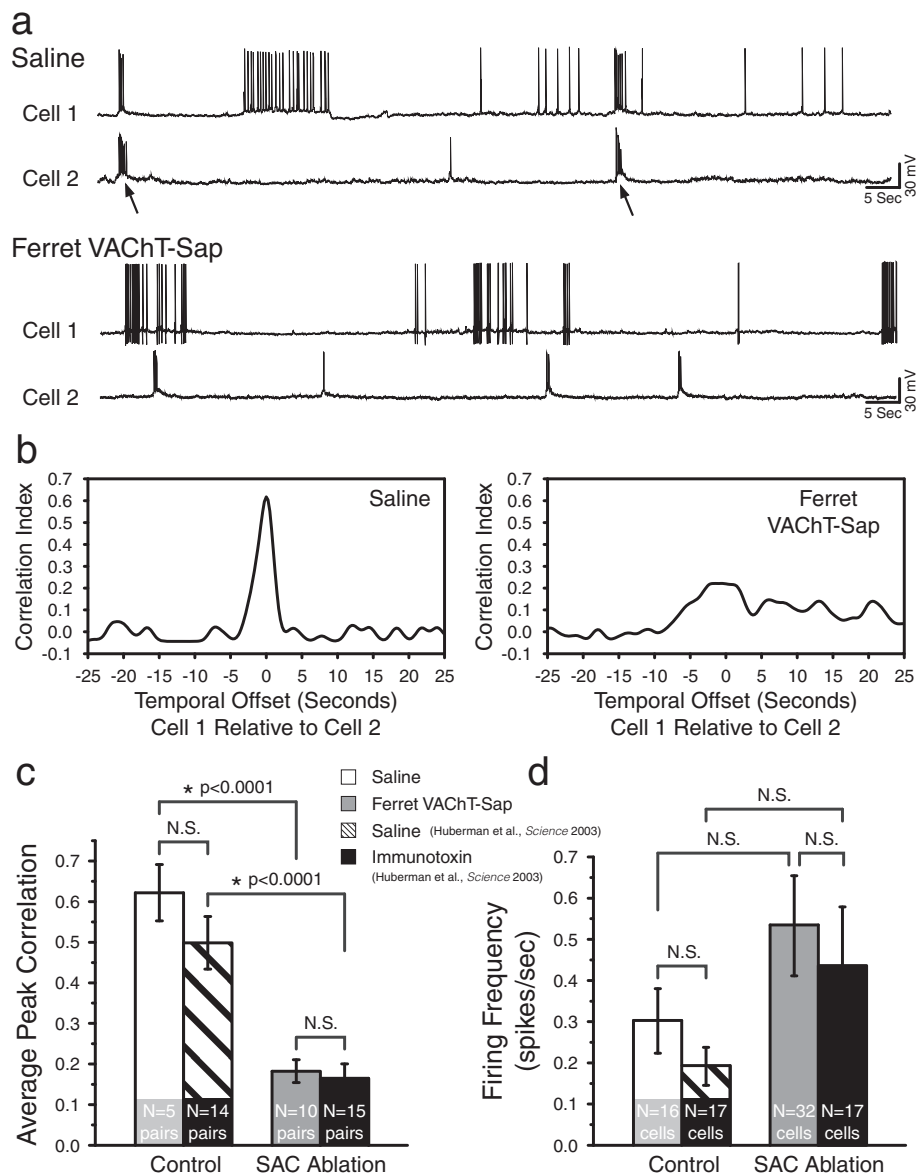 a
Saline
Cell 1
Cell 2
5 Sec
30 mV
Ferret VAChT-Sap
Cell 1
Cell 2
5 Sec
30 mV
b
Correlation Index
0.7
0.6
0.5
0.4
0.3
0.2
0.1
0.0
-0.1
Saline
-25 -20 -15 -10 -5 0 5 10 15 20 25
Temporal Offset (Seconds)
Cell 1 Relative to Cell 2
Correlation Index
0.7
0.6
0.5
0.4
0.3
0.2
0.1
0.0
-0.1
Ferret
VAChT-Sap
-25 -20 -15 -10 -5 0 5 10 15 20 25
Temporal Offset (Seconds)
Cell 1 Relative to Cell 2
c
Average Peak Correlation
0.7
0.6
0.5
0.4
0.3
0.2
0.1
0.0
* p<0.0001
N.S.
* p<0.0001
N.S.
N=5
pairs
N=14
pairs
N=10
pairs
N=15
pairs
Control
SAC Ablation
Saline
Ferret VAChT-Sap
Saline (Huberman et al., Science 2003)
Immunotoxin
(Huberman et al., Science 2003)
d
Firing Frequency
(spikes/sec)
0.7
0.6
0.5
0.4
0.3
0.2
0.1
0.0
N.S.
N.S.
N.S.
N.S.
N=16
cells
N=17
cells
N=32
cells
N=17
cells
Control
SAC Ablation